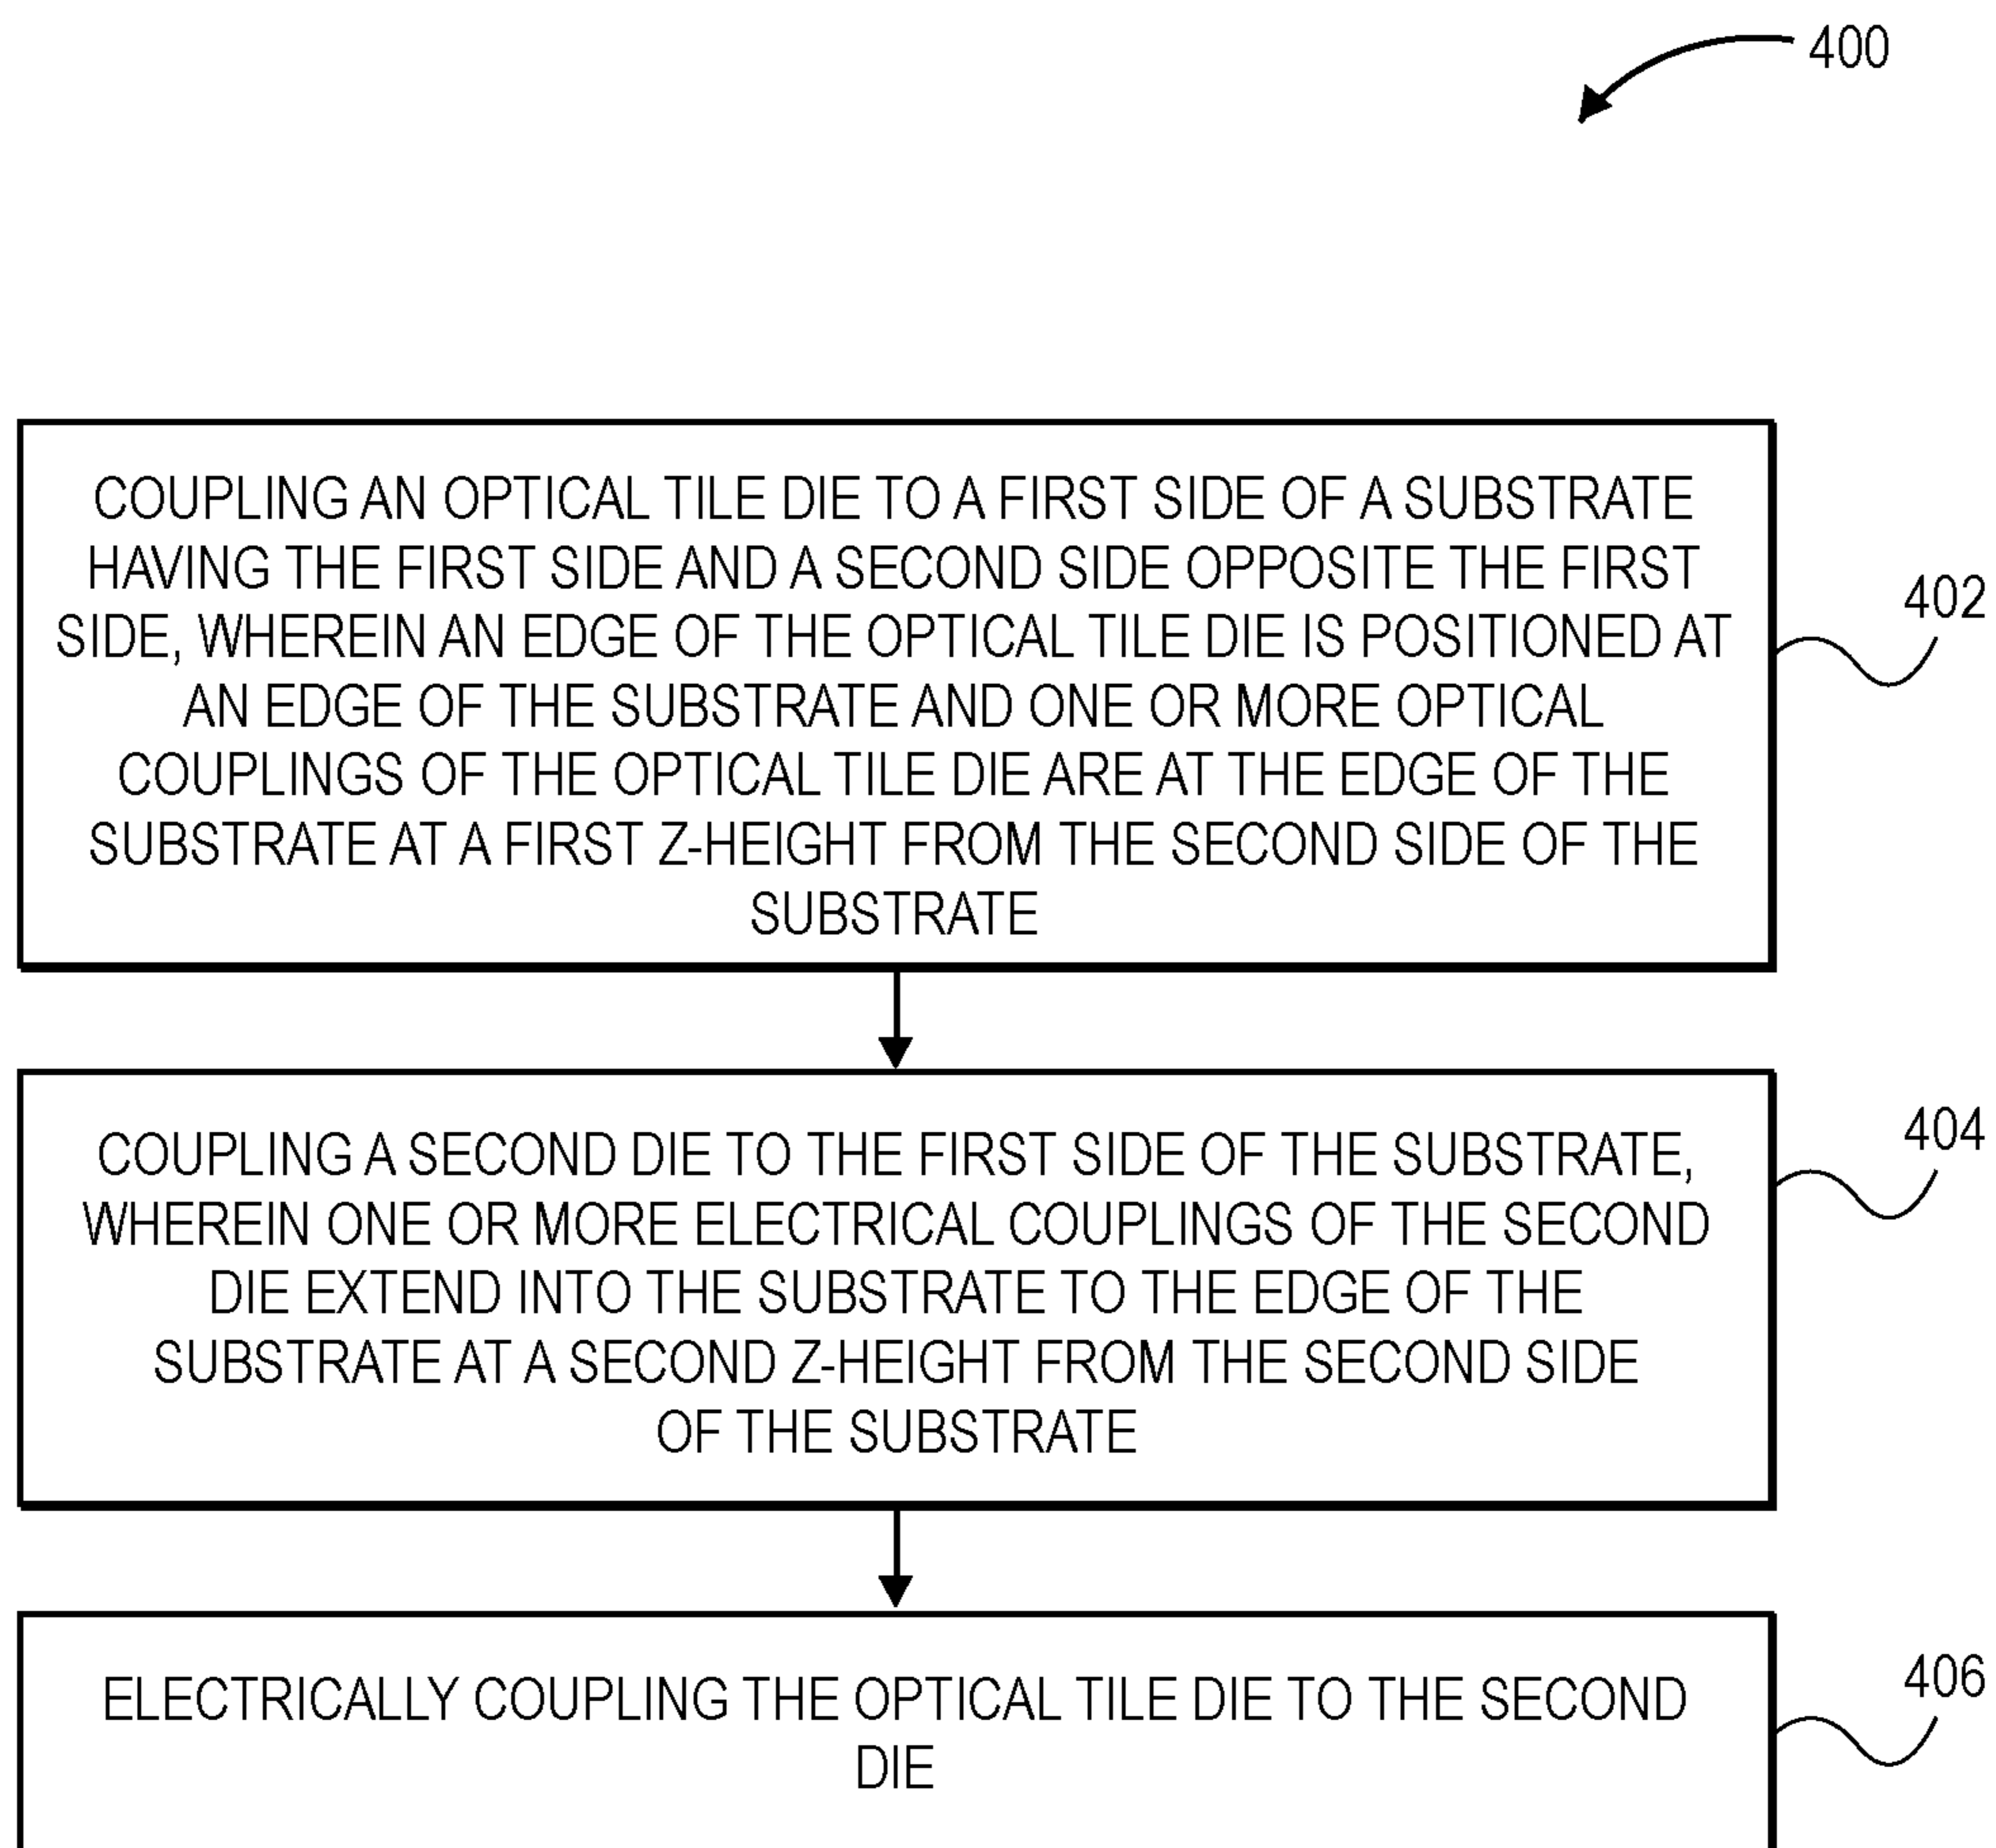 400
COUPLING AN OPTICAL TILE DIE TO A FIRST SIDE OF A SUBSTRATE
HAVING THE FIRST SIDE AND A SECOND SIDE OPPOSITE THE FIRST
SIDE, WHEREIN AN EDGE OF THE OPTICAL TILE DIE IS POSITIONED AT
AN EDGE OF THE SUBSTRATE AND ONE OR MORE OPTICAL
COUPLINGS OF THE OPTICAL TILE DIE ARE AT THE EDGE OF THE
SUBSTRATE AT A FIRST Z-HEIGHT FROM THE SECOND SIDE OF THE
SUBSTRATE
402
COUPLING A SECOND DIE TO THE FIRST SIDE OF THE SUBSTRATE,
WHEREIN ONE OR MORE ELECTRICAL COUPLINGS OF THE SECOND
DIE EXTEND INTO THE SUBSTRATE TO THE EDGE OF THE
SUBSTRATE AT A SECOND Z-HEIGHT FROM THE SECOND SIDE
OF THE SUBSTRATE
404
ELECTRICALLY COUPLING THE OPTICAL TILE DIE TO THE SECOND
DIE
406